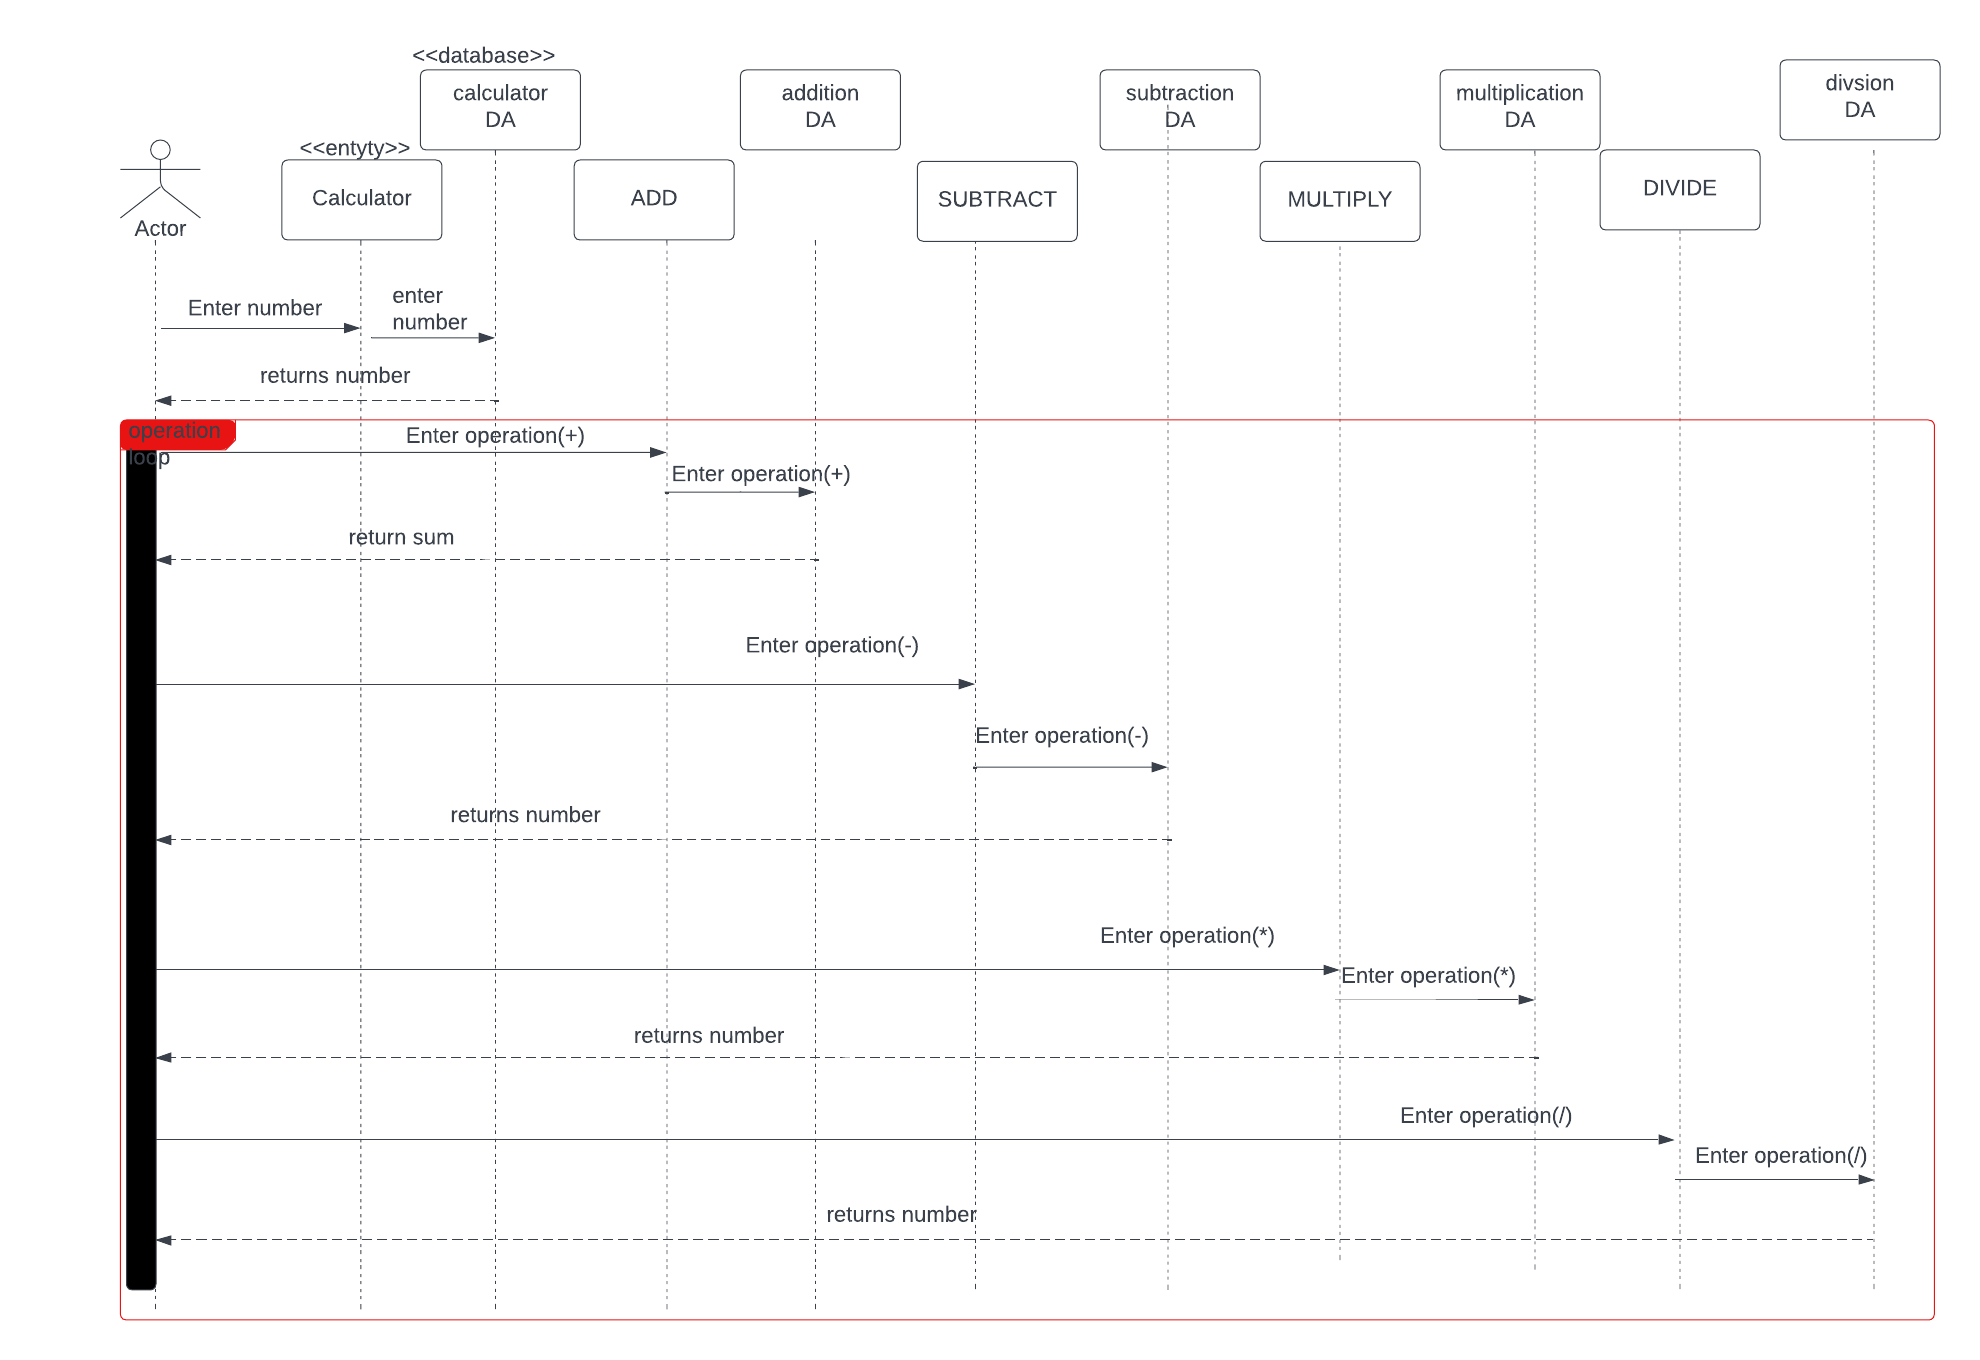 <<database>>
calculator
DA
addition
DA
subtraction
DA
multiplication
DA
divsion
DA
<<entyty>>
Actor
Calculator
ADD
SUBTRACT
MULTIPLY
DIVIDE
Enter number
enter
number
returns number
operation
loop
Enter operation(+)
Enter operation(+)
return sum
Enter operation(-)
Enter operation(-)
returns number
Enter operation(*)
Enter operation(*)
returns number
Enter operation(/)
Enter operation(/)
returns number